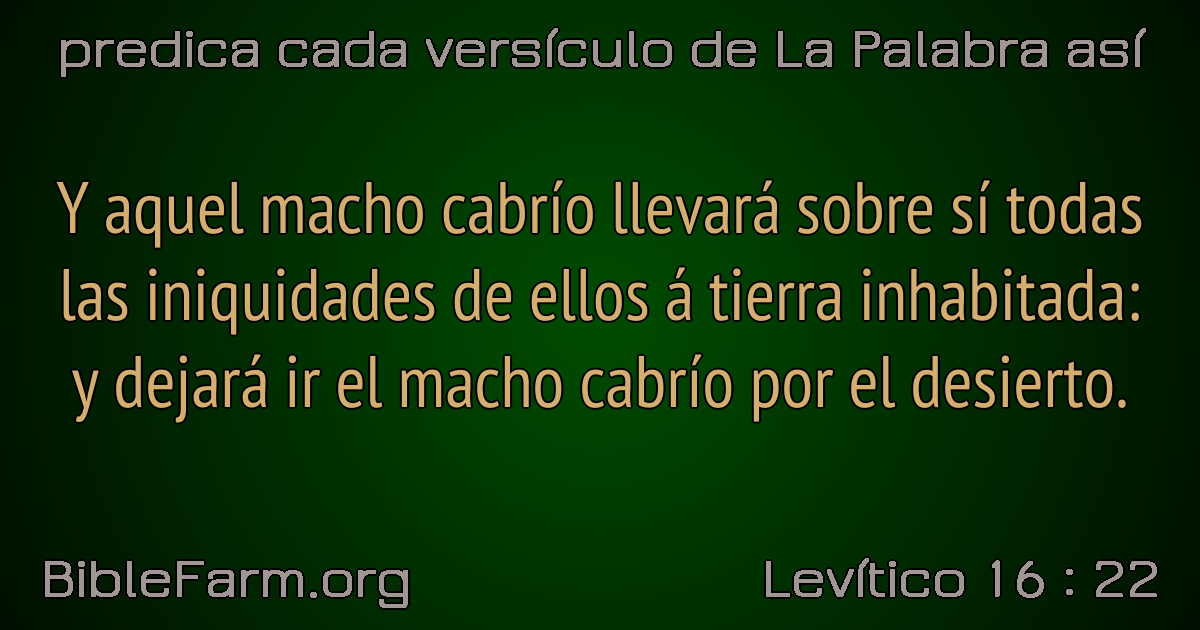 predica cada versículo de La Palabra así
Y aquel macho cabrío llevará sobre sí todas
las iniquidades de ellos á tierra inhabitada:
y dejará ir el macho cabrío por el desierto.
BibleFarm.org
Levítico 16 : 22